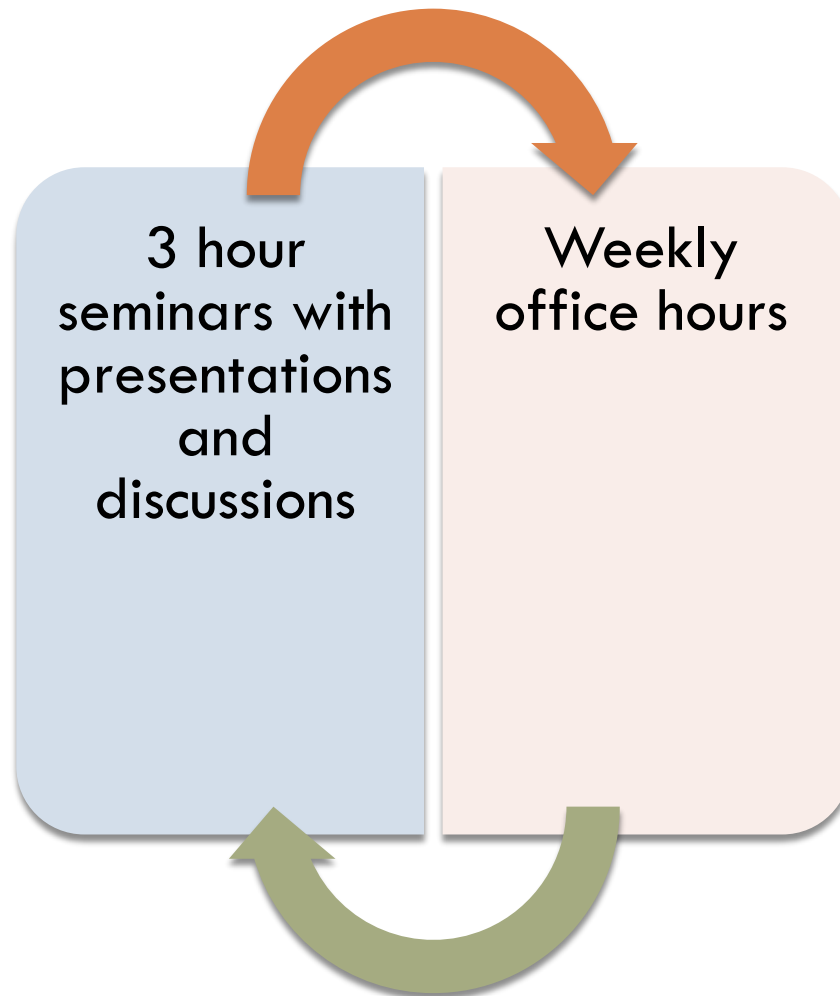 3 hour
seminars with
presentations
and
discussions
Weekly
office hours